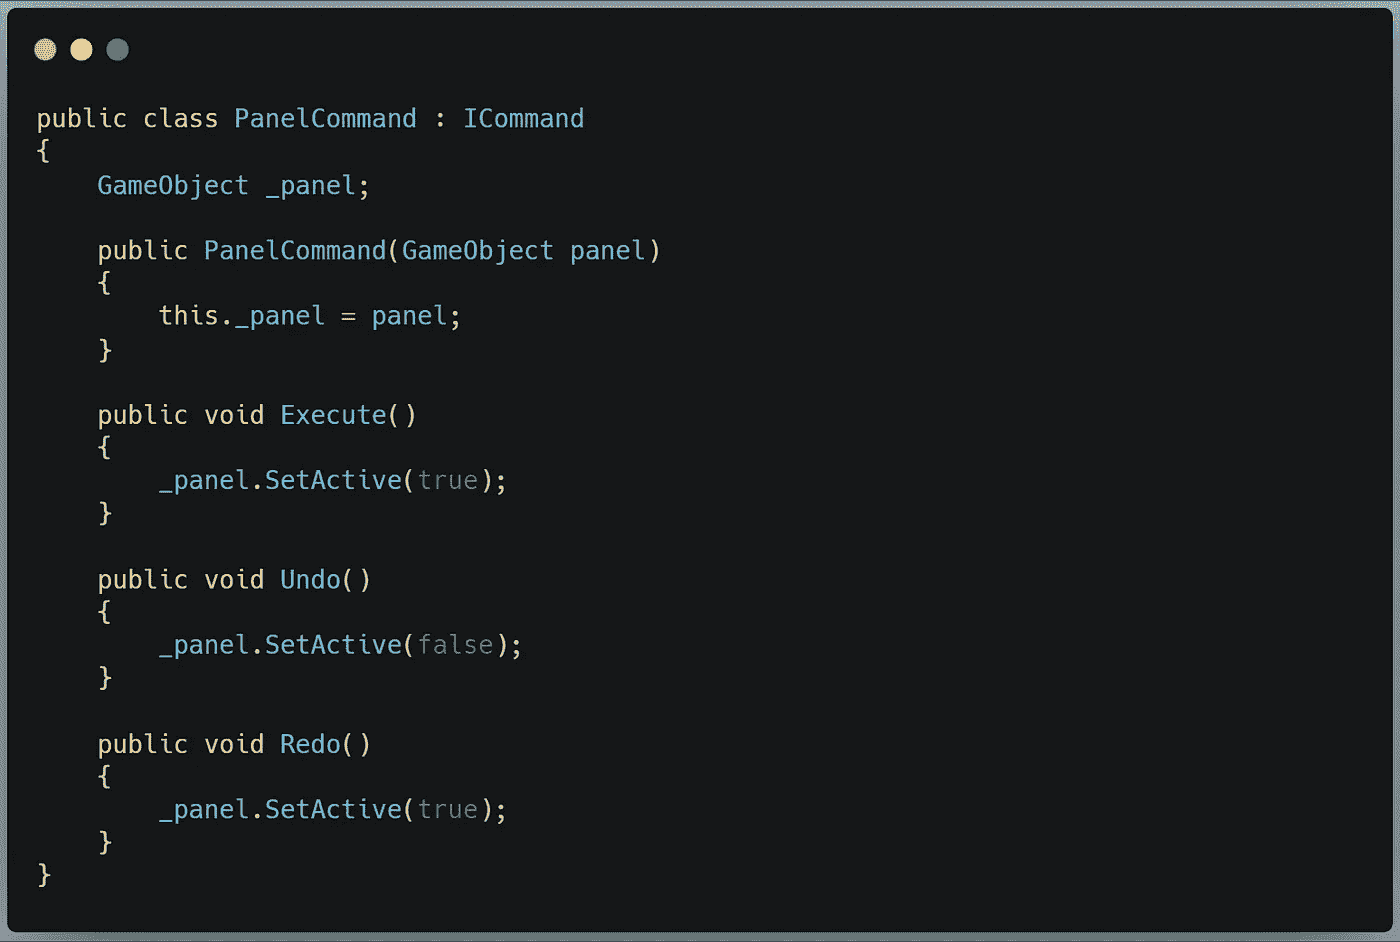 public class PanelCommand : ICommand
{
    GameObject _panel;

    public PanelCommand(GameObject panel)
    {
        this._panel = panel;
    }

    public void Execute()
    {
        _panel.SetActive(true);
    }

    public void Undo()
    {
        _panel.SetActive(false);
    }

    public void Redo()
    {
        _panel.SetActive(true);
    }
}